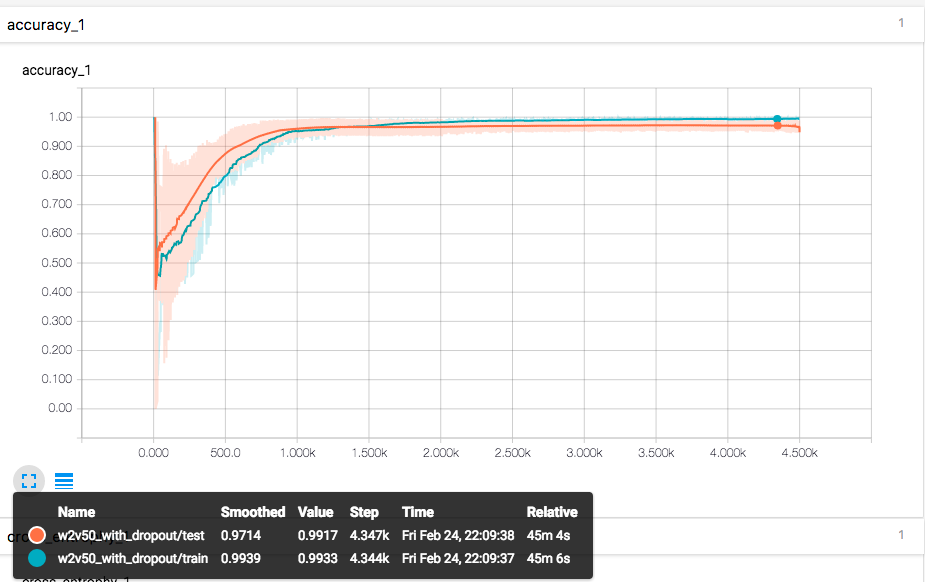 accuracy_1 1
accuracy_1
1.00
0.900
0.800
0.700
0.600
0.500
0.400
0.300
0.200
0.100
0.00
0.000 500.0 1.000k 1.500k 2.000k 2.500k 3.000k 3.500k 4.000k 4.500k
Name Smoothed Value Step Time Relative
w2v50_with_dropout/test 0.9714 0.9917 4.347k Fri Feb 24, 22:09:38 45m 4s
w2v50_with_dropout/train 0.9939 0.9933 4.344k Fri Feb 24, 22:09:37 45m 6s
1